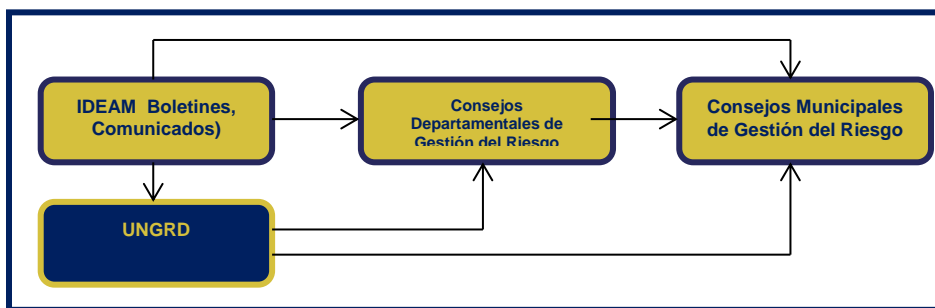 IDEAM Boletines,
Comunicados)
Consejos
Departamentales de
Gestión del Riesgo
Consejos Municipales
de Gestión del Riesgo
UNGRD